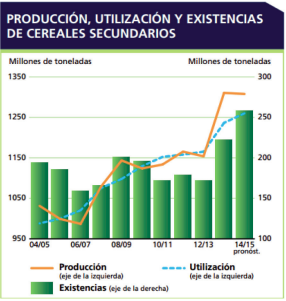 PRODUCCIÓN, UTILIZACIÓN Y EXISTENCIAS
DE CEREALES SECUNDARIOS
Millones de toneladas Millones de toneladas
1350 300
1250 250
1150 200
1050 150
950 100
04/05 06/07 08/09 10/11 12/13 14/15
pronóst.
Producción Utilización
(eje de la izquierda) (eje de la izquierda)
Existencias (eje de la derecha)